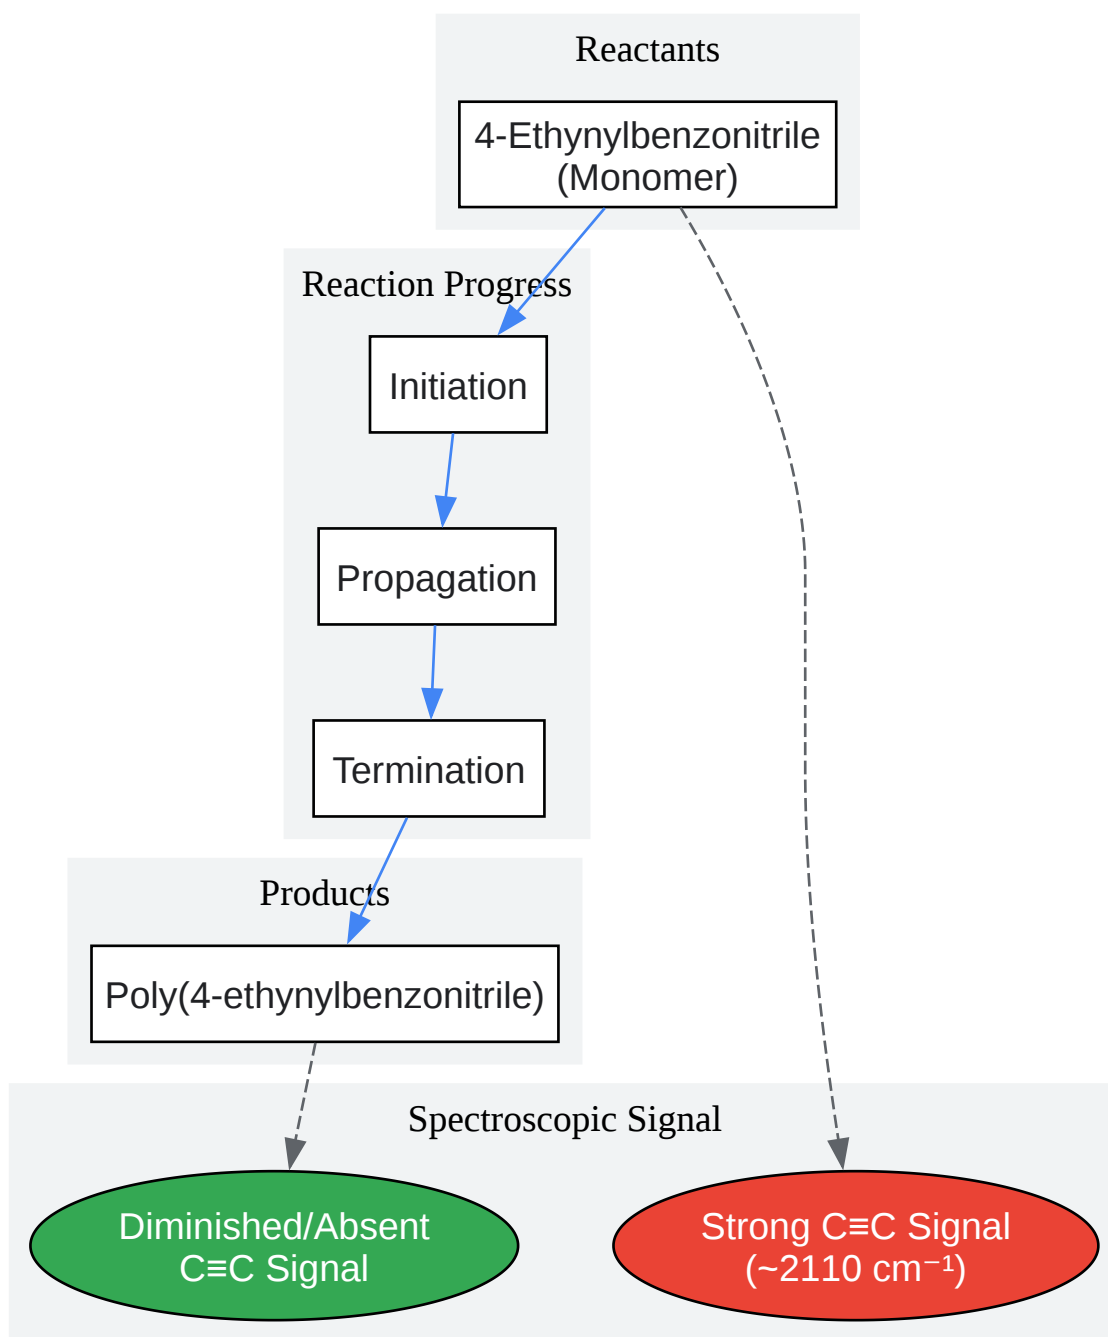 Reactants
4-Ethynylbenzonitrile
(Monomer)
Reaction Progress
Initiation
Propagation
Termination
Products
Poly(4-ethynylbenzonitrile)
Spectroscopic Signal
Diminished/Absent
C≡C Signal
Strong C≡C Signal
(~2110 cm⁻¹)